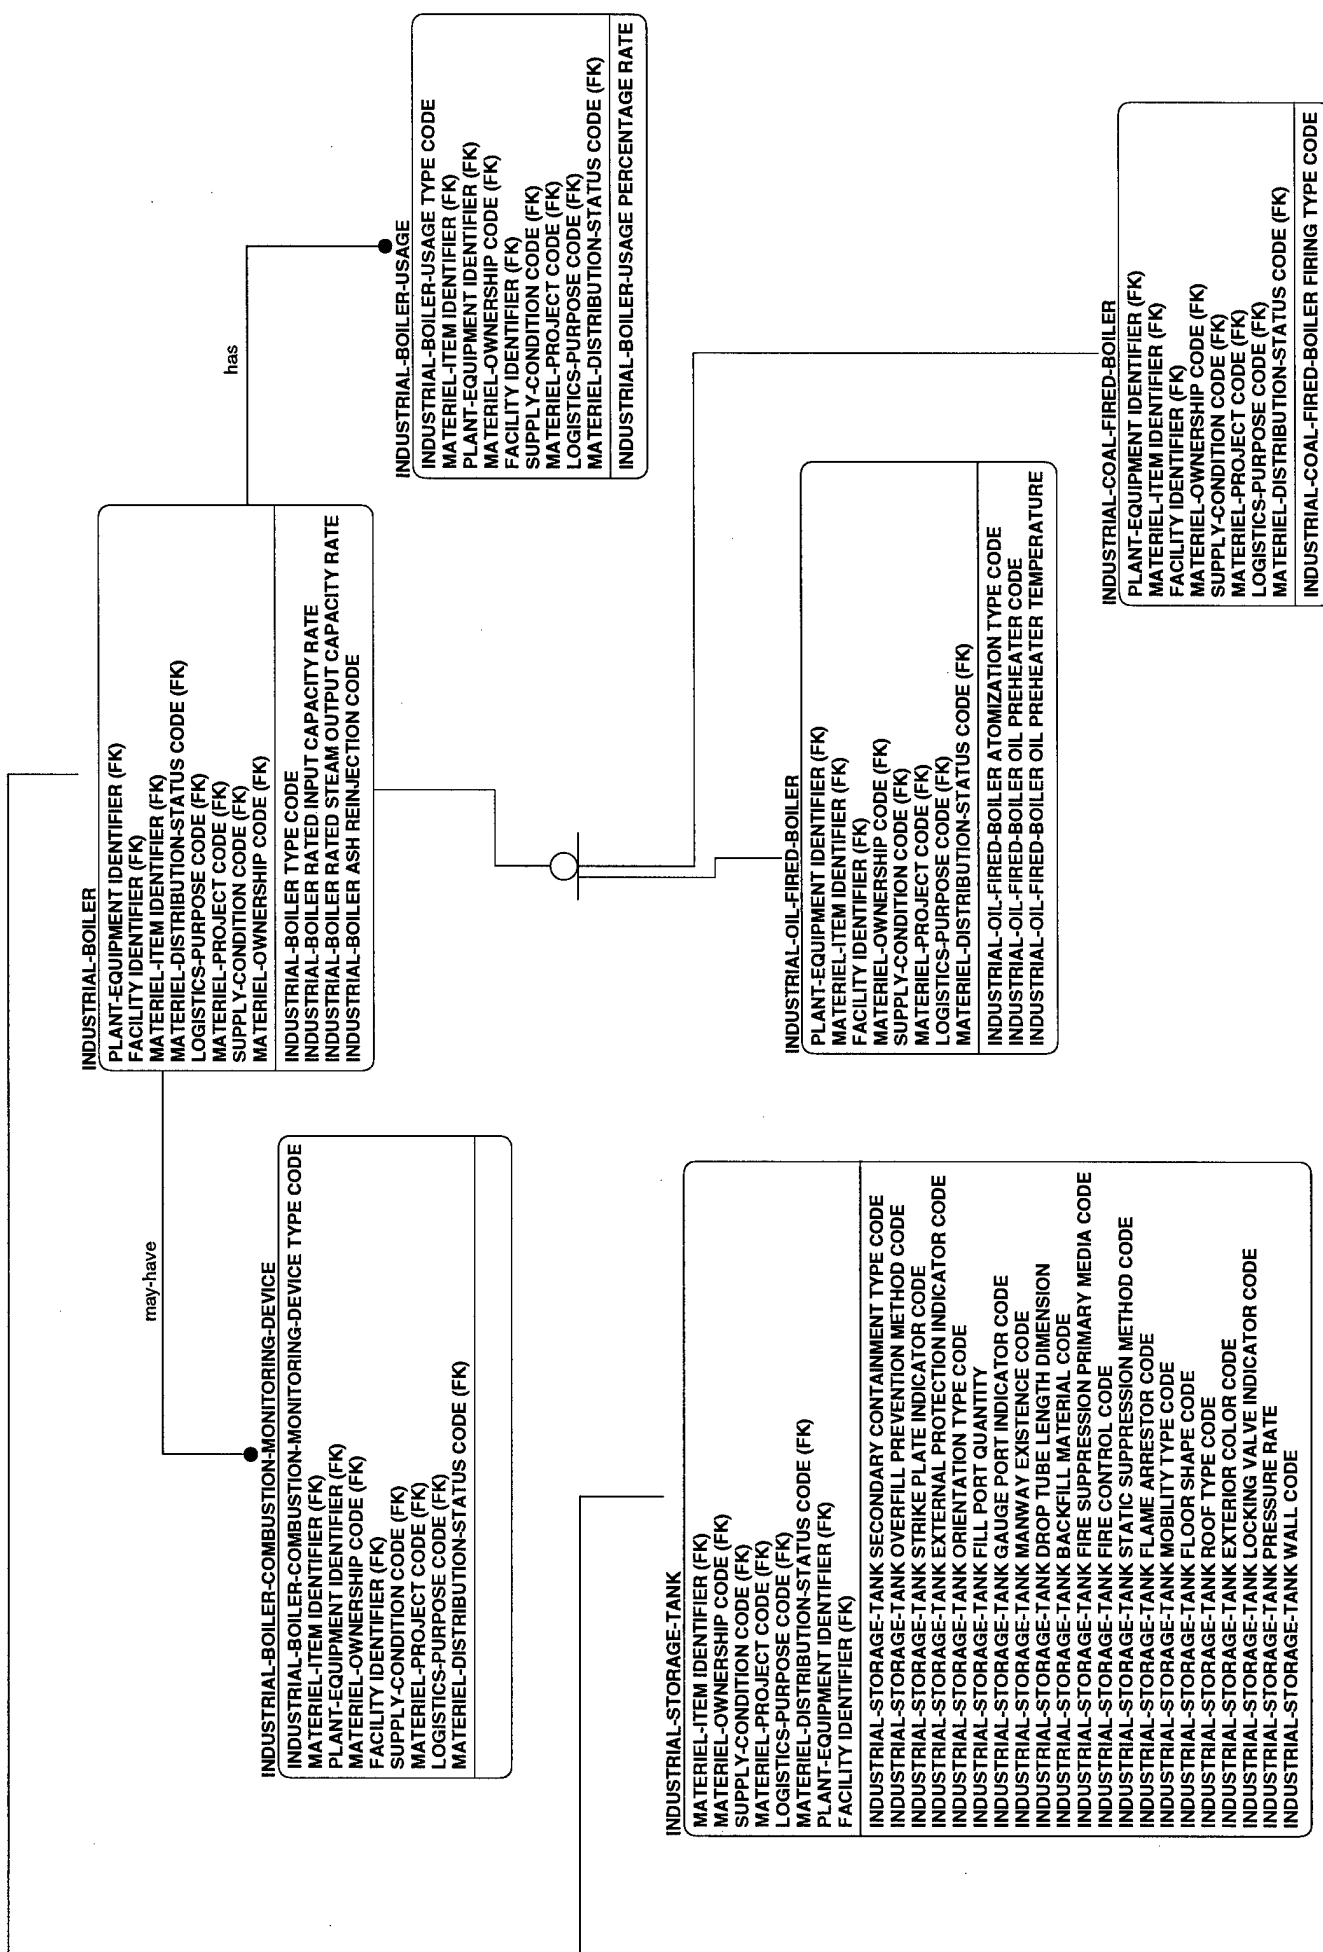 INDUSTRIAL-BOILER
PLANT-EQUIPMENT IDENTIFIER (FK)
FACILITY IDENTIFIER (FK)
MATERIEL-ITEM IDENTIFIER (FK)
MATERIEL-DISTRIBUTION-STATUS CODE (FK)
LOGISTICS-PURPOSE CODE (FK)
MATERIEL-PROJECT CODE (FK)
SUPPLY-CONDITION CODE (FK)
MATERIEL-OWNERSHIP CODE (FK)
INDUSTRIAL-BOILER TYPE CODE
INDUSTRIAL-BOILER RATED INPUT CAPACITY RATE
INDUSTRIAL-BOILER RATED STEAM OUTPUT CAPACITY RATE
INDUSTRIAL-BOILER ASH REINJECTION CODE
may-have
has
INDUSTRIAL-BOILER-COMBUSTION-MONITORING-DEVICE
INDUSTRIAL-BOILER-COMBUSTION-MONITORING-DEVICE TYPE CODE
MATERIEL-ITEM IDENTIFIER (FK)
PLANT-EQUIPMENT IDENTIFIER (FK)
MATERIEL-OWNERSHIP CODE (FK)
FACILITY IDENTIFIER (FK)
SUPPLY-CONDITION CODE (FK)
MATERIEL-PROJECT CODE (FK)
LOGISTICS-PURPOSE CODE (FK)
MATERIEL-DISTRIBUTION-STATUS CODE (FK)
INDUSTRIAL-BOILER-USAGE
INDUSTRIAL-BOILER-USAGE TYPE CODE
MATERIEL-ITEM IDENTIFIER (FK)
PLANT-EQUIPMENT IDENTIFIER (FK)
MATERIEL-OWNERSHIP CODE (FK)
FACILITY IDENTIFIER (FK)
SUPPLY-CONDITION CODE (FK)
MATERIEL-PROJECT CODE (FK)
LOGISTICS-PURPOSE CODE (FK)
MATERIEL-DISTRIBUTION-STATUS CODE (FK)
INDUSTRIAL-BOILER-USAGE PERCENTAGE RATE
INDUSTRIAL-STORAGE-TANK
MATERIEL-ITEM IDENTIFIER (FK)
MATERIEL-OWNERSHIP CODE (FK)
SUPPLY-CONDITION CODE (FK)
MATERIEL-PROJECT CODE (FK)
LOGISTICS-PURPOSE CODE (FK)
MATERIEL-DISTRIBUTION-STATUS CODE (FK)
PLANT-EQUIPMENT IDENTIFIER (FK)
FACILITY IDENTIFIER (FK)
INDUSTRIAL-STORAGE-TANK SECONDARY CONTAINMENT TYPE CODE
INDUSTRIAL-STORAGE-TANK OVERFILL PREVENTION METHOD CODE
INDUSTRIAL-STORAGE-TANK STRIKE PLATE INDICATOR CODE
INDUSTRIAL-STORAGE-TANK EXTERNAL PROTECTION INDICATOR CODE
INDUSTRIAL-STORAGE-TANK ORIENTATION TYPE CODE
INDUSTRIAL-STORAGE-TANK FILL PORT QUANTITY
INDUSTRIAL-STORAGE-TANK GAUGE PORT INDICATOR CODE
INDUSTRIAL-STORAGE-TANK MANWAY EXISTENCE CODE
INDUSTRIAL-STORAGE-TANK DROP TUBE LENGTH DIMENSION
INDUSTRIAL-STORAGE-TANK BACKFILL MATERIAL CODE
INDUSTRIAL-STORAGE-TANK FIRE SUPPRESSION PRIMARY MEDIA CODE
INDUSTRIAL-STORAGE-TANK FIRE CONTROL CODE
INDUSTRIAL-STORAGE-TANK STATIC SUPPRESSION METHOD CODE
INDUSTRIAL-STORAGE-TANK FLAME ARRESTOR CODE
INDUSTRIAL-STORAGE-TANK MOBILITY TYPE CODE
INDUSTRIAL-STORAGE-TANK FLOOR SHAPE CODE
INDUSTRIAL-STORAGE-TANK ROOF TYPE CODE
INDUSTRIAL-STORAGE-TANK EXTERIOR COLOR CODE
INDUSTRIAL-STORAGE-TANK LOCKING VALVE INDICATOR CODE
INDUSTRIAL-STORAGE-TANK PRESSURE RATE
INDUSTRIAL-STORAGE-TANK WALL CODE
INDUSTRIAL-OIL-FIRED-BOILER
PLANT-EQUIPMENT IDENTIFIER (FK)
MATERIEL-ITEM IDENTIFIER (FK)
FACILITY IDENTIFIER (FK)
MATERIEL-OWNERSHIP CODE (FK)
SUPPLY-CONDITION CODE (FK)
MATERIEL-PROJECT CODE (FK)
LOGISTICS-PURPOSE CODE (FK)
MATERIEL-DISTRIBUTION-STATUS CODE (FK)
INDUSTRIAL-OIL-FIRED-BOILER ATOMIZATION TYPE CODE
INDUSTRIAL-OIL-FIRED-BOILER OIL PREHEATER CODE
INDUSTRIAL-OIL-FIRED-BOILER OIL PREHEATER TEMPERATURE
INDUSTRIAL-COAL-FIRED-BOILER
PLANT-EQUIPMENT IDENTIFIER (FK)
MATERIEL-ITEM IDENTIFIER (FK)
FACILITY IDENTIFIER (FK)
MATERIEL-OWNERSHIP CODE (FK)
SUPPLY-CONDITION CODE (FK)
MATERIEL-PROJECT CODE (FK)
LOGISTICS-PURPOSE CODE (FK)
MATERIEL-DISTRIBUTION-STATUS CODE (FK)
INDUSTRIAL-COAL-FIRED-BOILER FIRING TYPE CODE